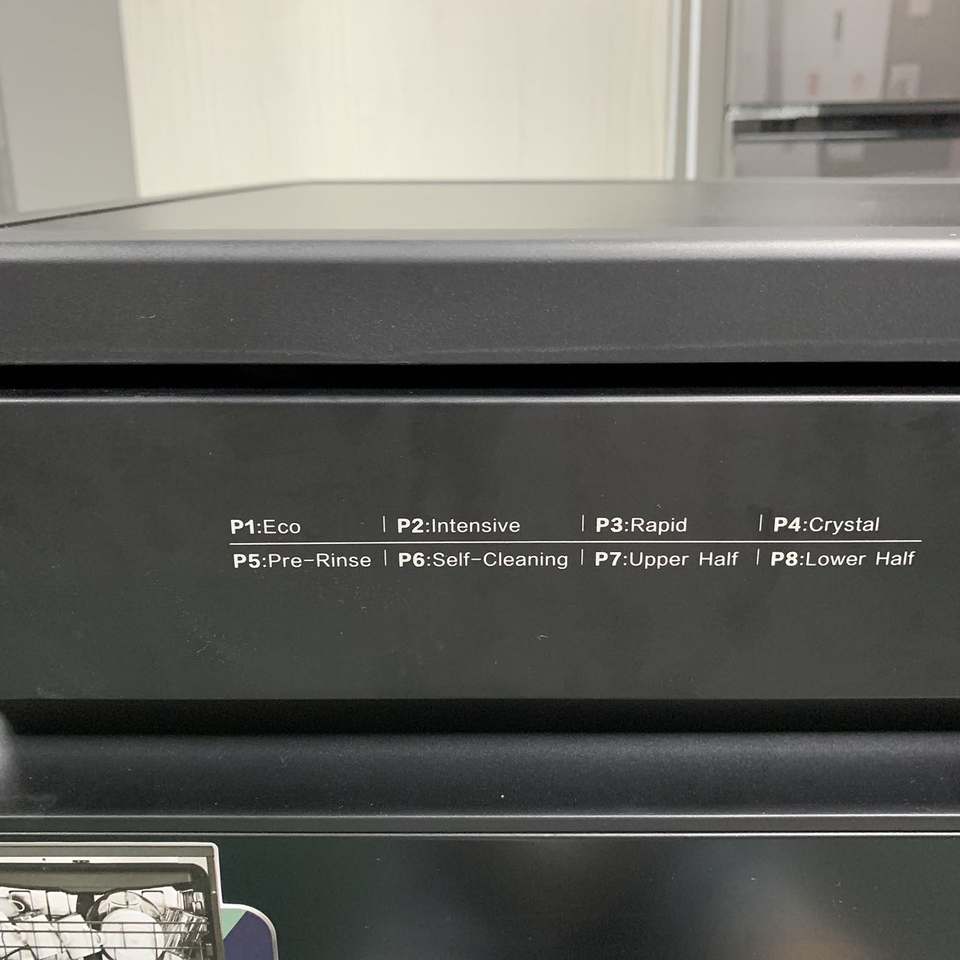 P1:Eco | P2:Intensive | P3:Rapid | P4:Crystal
P5:Pre-Rinse | P6:Self-Cleaning | P7:Upper Half | P8:Lower Half